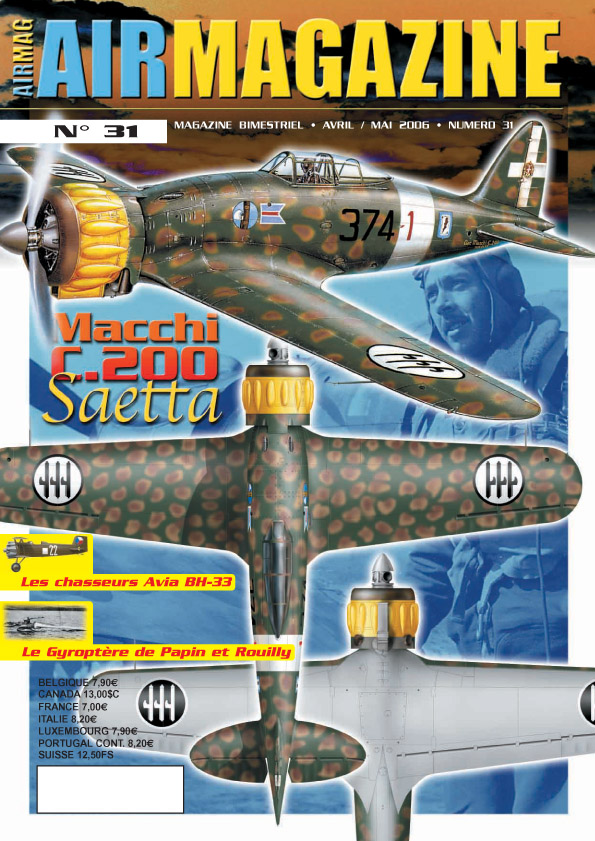 AIRMAG
AIRMAGAZINE
N° 31
MAGAZINE BIMESTRIEL • AVRIL / MAI 2006 • NUMERO 31
374-1
Macchi
C.200
Saetta
22
Les chasseurs Avia BH-33
Le Gyroptère de Papin et Rouilly
BELGIQUE 7,90€
CANADA 13,00$C
FRANCE 7,00€
ITALIE 8,20€
LUXEMBOURG 7,90€
PORTUGAL CONT. 8,20€
SUISSE 12,50FS